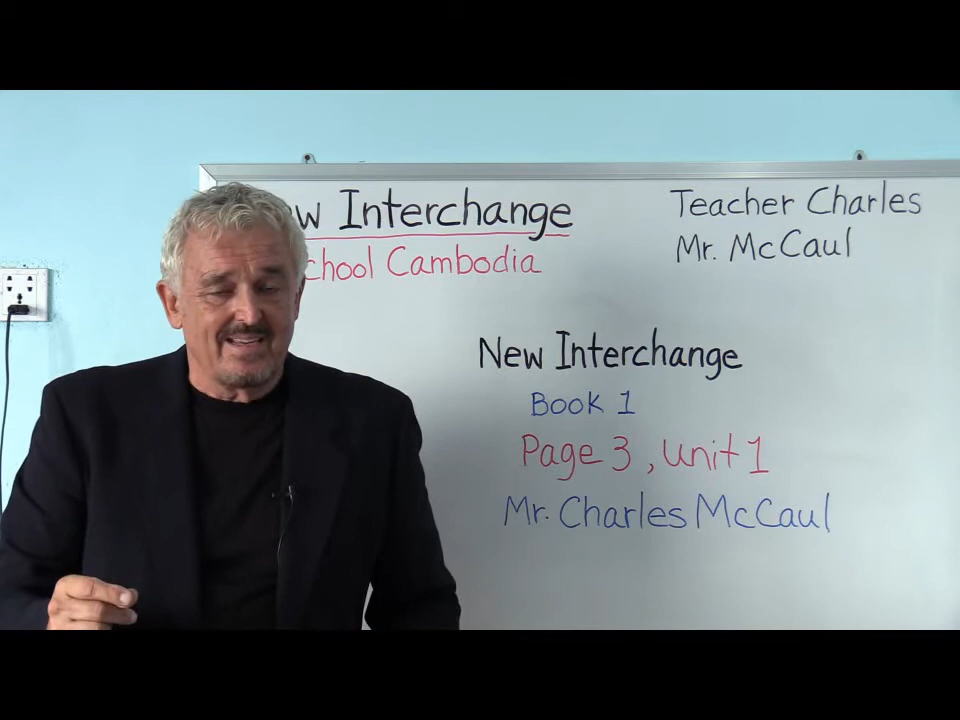 w Interchange
chool Cambodia
Teacher Charles
Mr. McCaul
New Interchange
Book 1
Page 3, Unit 1
Mr. Charles McCaul